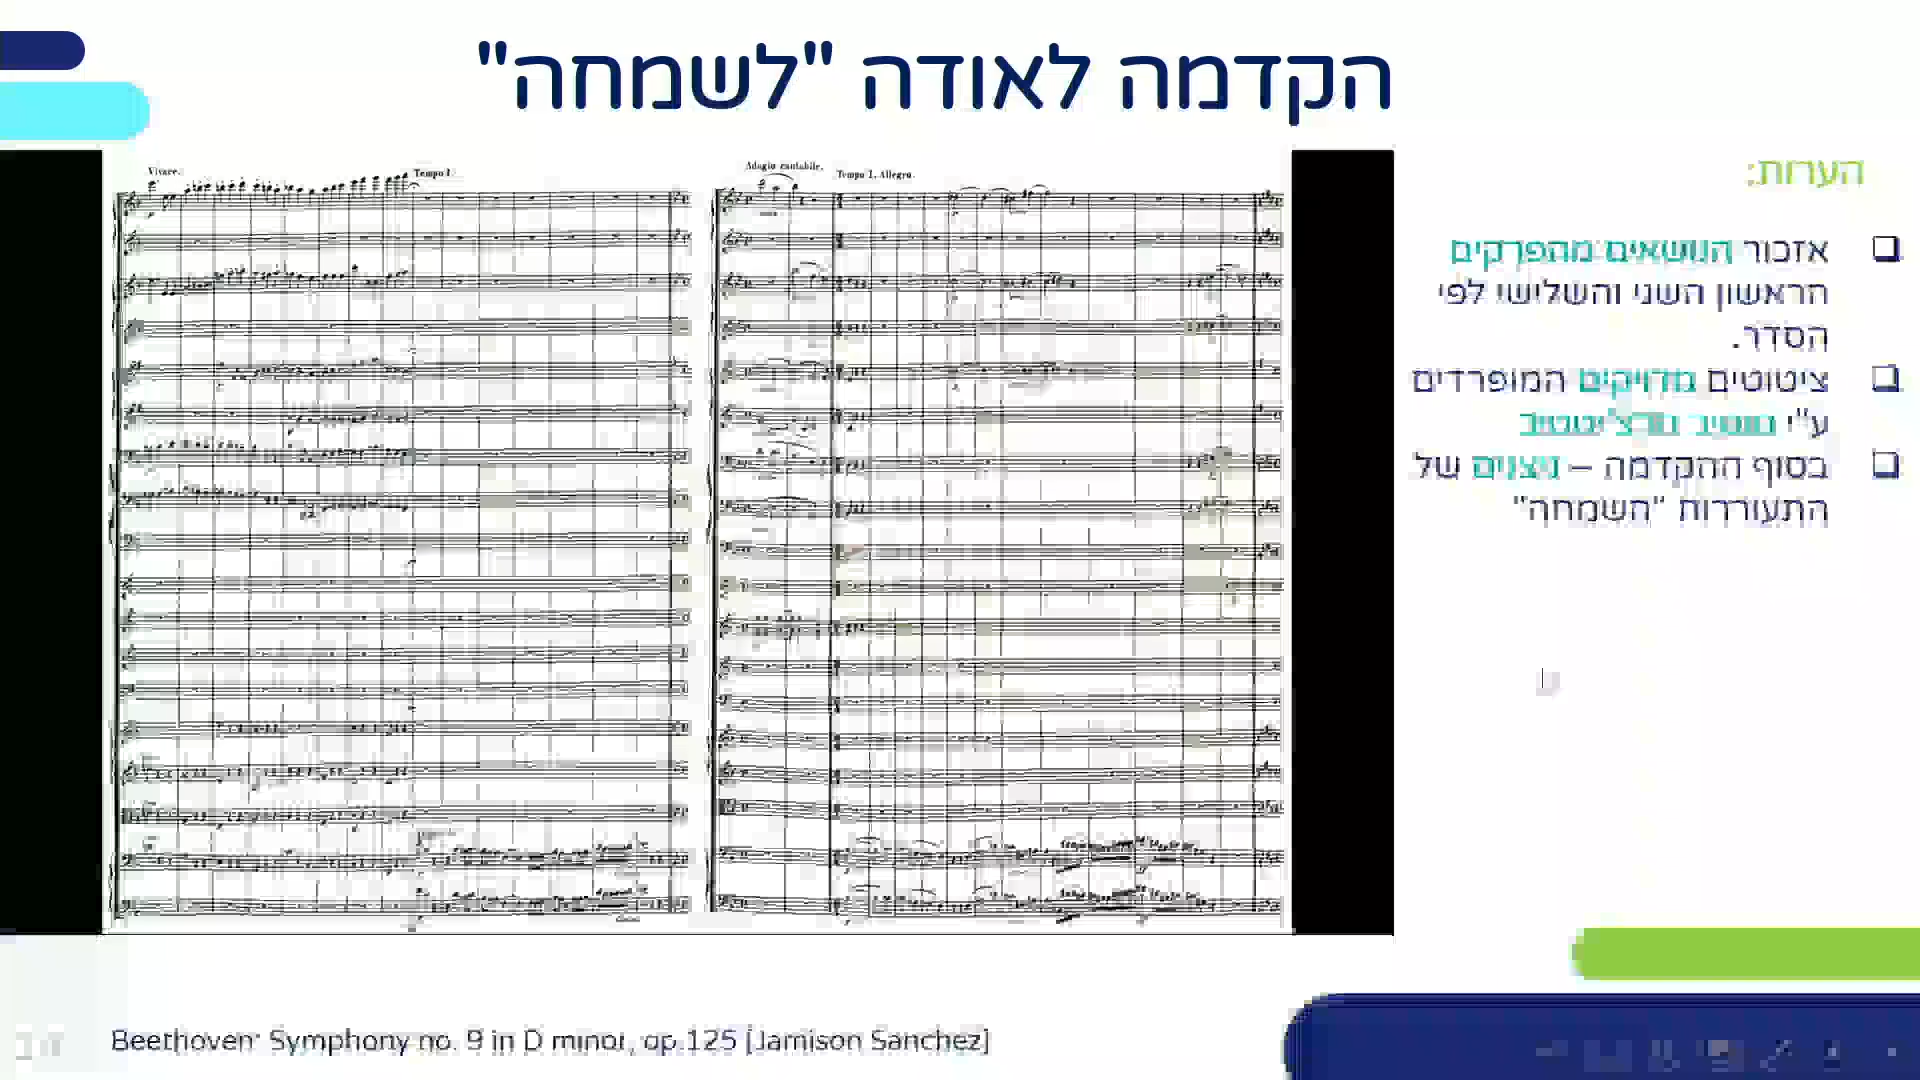 הקדמה לאודה "לשמחה"
Vivace.
Tempo I.
Adagio cantabile.
Tempo I. Allegro.
הערות:
אזכור הנושאים מהפרקים
הראשון השני והשלישי לפי
הסדר.
ציטוטים מדויקים המופרדים
ע"י מוטיב הרצ'יטטיב
בסוף ההקדמה – ניצנים של
התעוררות "השמחה"
Beethoven: Symphony no. 9 in D minor, op.125 [Jamison Sanchez]